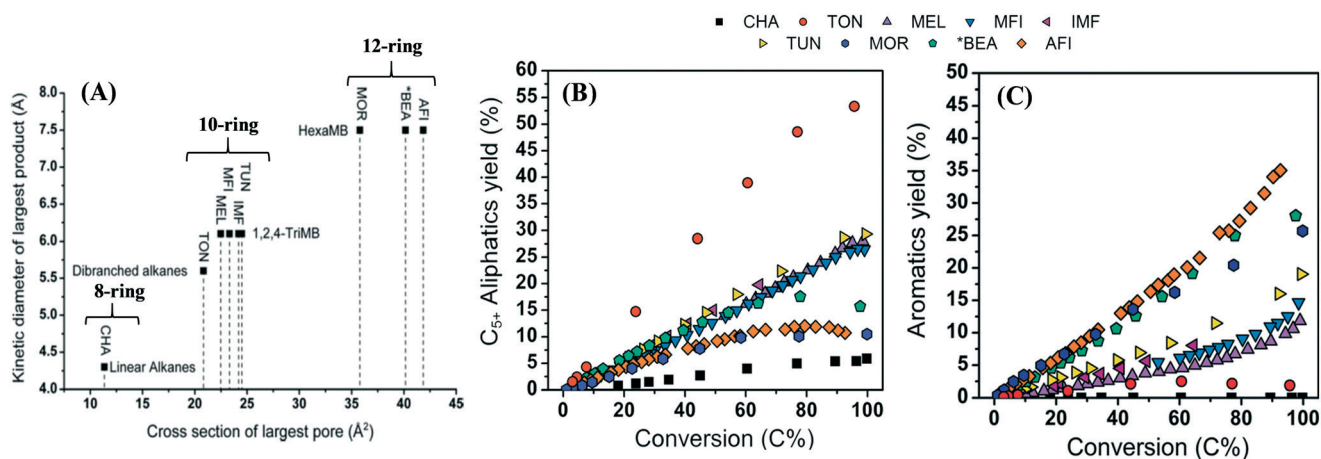 CHA TON MEL MFI IMF
TUN MOR *BEA AFI
(A)
8-ring
10-ring
12-ring
CHA
TON
MEL
MFI
IMF
TUN
MOR
*BEA
AFI
Linear Alkanes
Dibranched alkanes
1,2,4-TriMB
HexaMB
Kinetic diameter of largest product (Å)
8.0
7.5
7.0
6.5
6.0
5.5
5.0
4.5
4.0
10 15 20 25 30 35 40 45
Cross section of largest pore (Å²)
(B)
C₅₊ Aliphatics yield (%)
60
55
50
45
40
35
30
25
20
15
10
5
0
0 20 40 60 80 100
Conversion (C%)
(C)
Aromatics yield (%)
50
45
40
35
30
25
20
15
10
5
0
0 20 40 60 80 100
Conversion (C%)